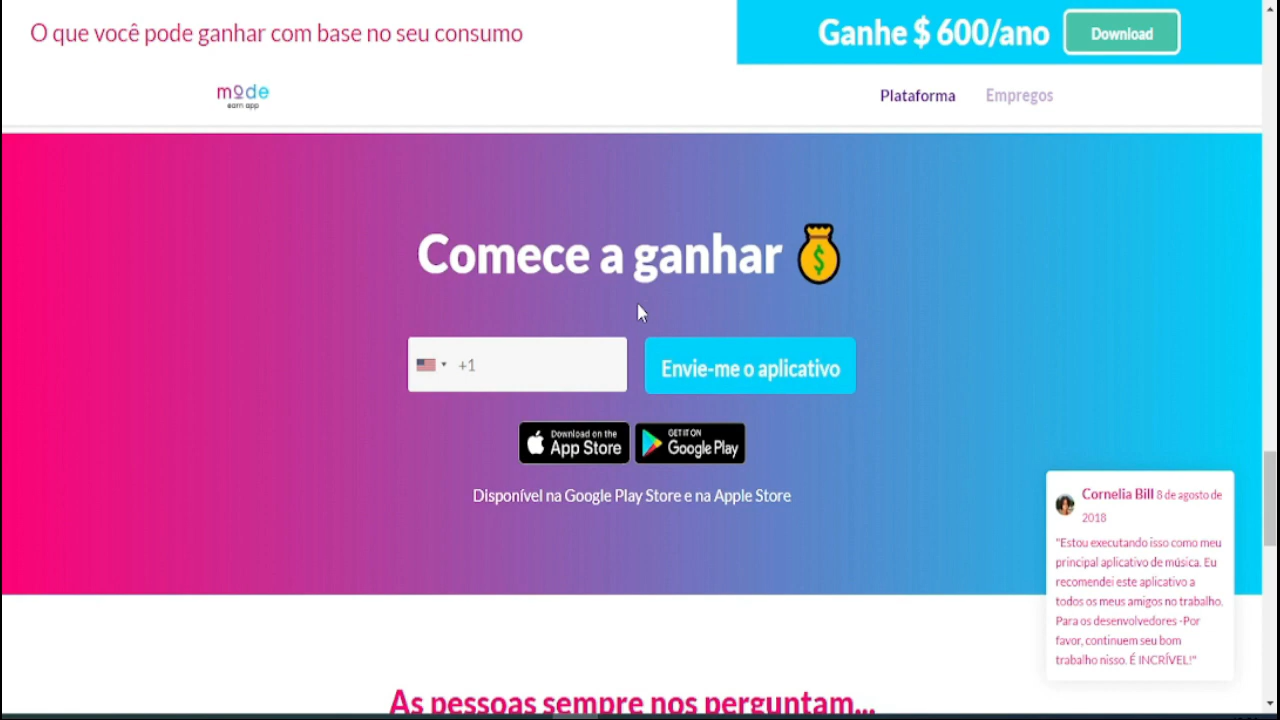 O que você pode ganhar com base no seu consumo
Ganhe $ 600/ano
Download
mode
earn app
Plataforma
Empregos
Comece a ganhar
+1
Envie-me o aplicativo
Download on the
App Store
GET IT ON
Google Play
Disponível na Google Play Store e na Apple Store
Cornelia Bill 8 de agosto de
2018
"Estou executando isso como meu
principal aplicativo de música. Eu
recomendei este aplicativo a
todos os meus amigos no trabalho.
Para os desenvolvedores -Por
favor, continuem seu bom
trabalho nisso. É INCRÍVEL!"
As pessoas sempre nos perguntam...